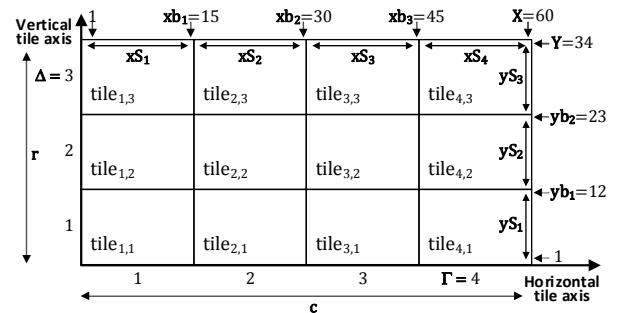 Vertical
tile axis
1 xb₁=15 xb₂=30 xb₃=45 X=60
Y=34
xS₁ xS₂ xS₃ xS₄
Δ = 3 yS₃
tile₁,₃ tile₂,₃ tile₃,₃ tile₄,₃
yb₂=23
r 2 yS₂
tile₁,₂ tile₂,₂ tile₃,₂ tile₄,₂
yb₁=12
1 yS₁
tile₁,₁ tile₂,₁ tile₃,₁ tile₄,₁ 1
1 2 3 Γ = 4 Horizontal
tile axis
c